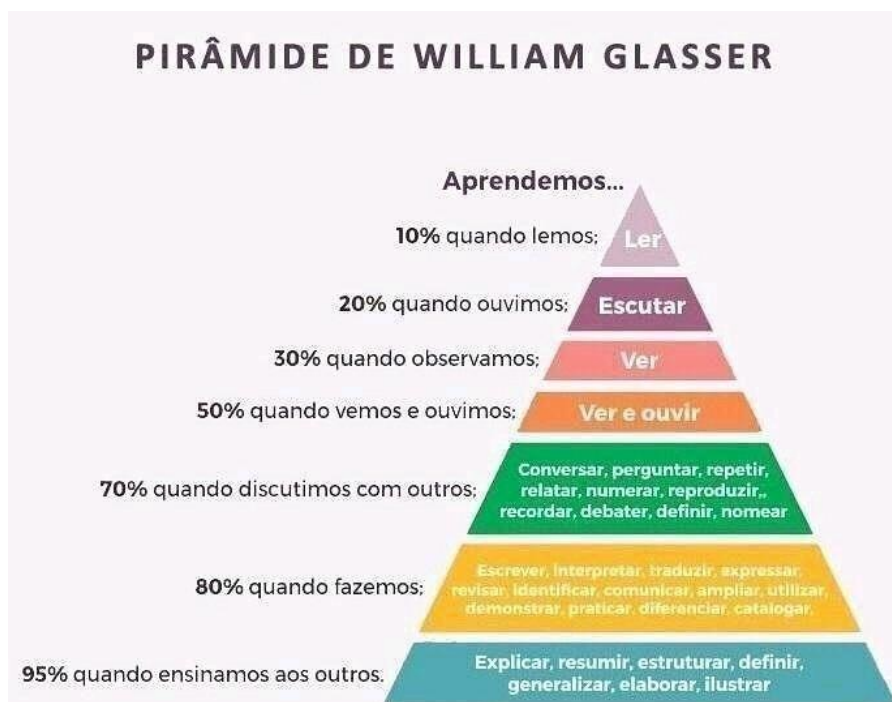 PIRÂMIDE DE WILLIAM GLASSER
Aprendemos...
10% quando lemos;
Ler
20% quando ouvimos;
Escutar
30% quando observamos;
Ver
50% quando vemos e ouvimos;
Ver e ouvir
70% quando discutimos com outros;
Conversar, perguntar, repetir,
relatar, numerar, reproduzir,,
recordar, debater, definir, nomear
80% quando fazemos;
Escrever, interpretar, traduzir, expressar,
revisar, identificar, comunicar, ampliar, utilizar,
demonstrar, praticar, diferenciar, catalogar,
95% quando ensinamos aos outros.
Explicar, resumir, estruturar, definir,
generalizar, elaborar, ilustrar